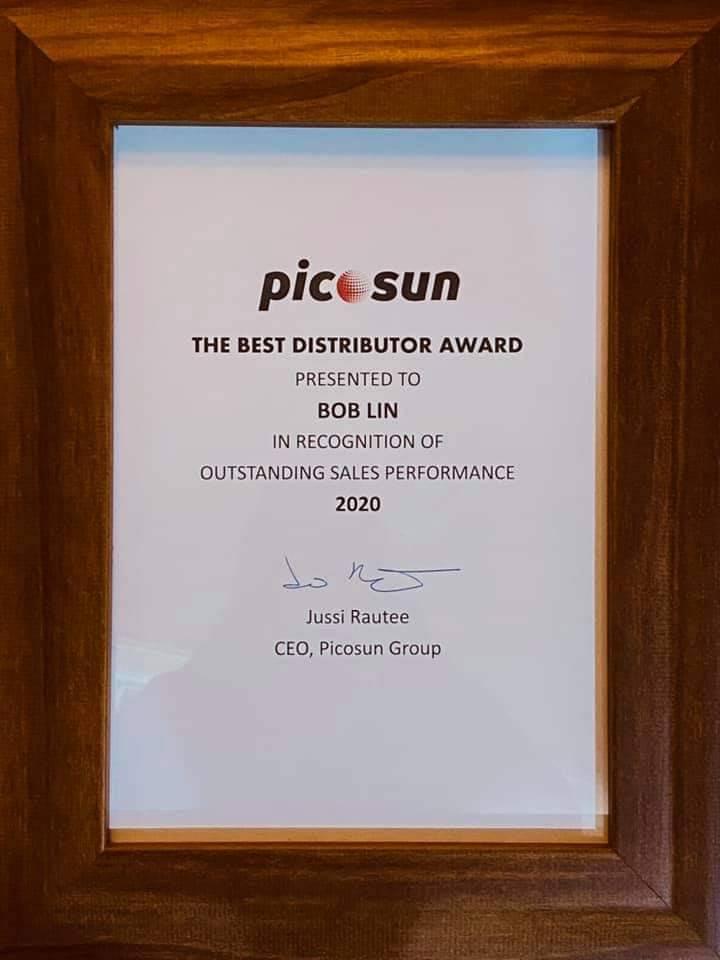 picosun
THE BEST DISTRIBUTOR AWARD
PRESENTED TO
BOB LIN
IN RECOGNITION OF
OUTSTANDING SALES PERFORMANCE
2020
Jussi Rautee
CEO, Picosun Group